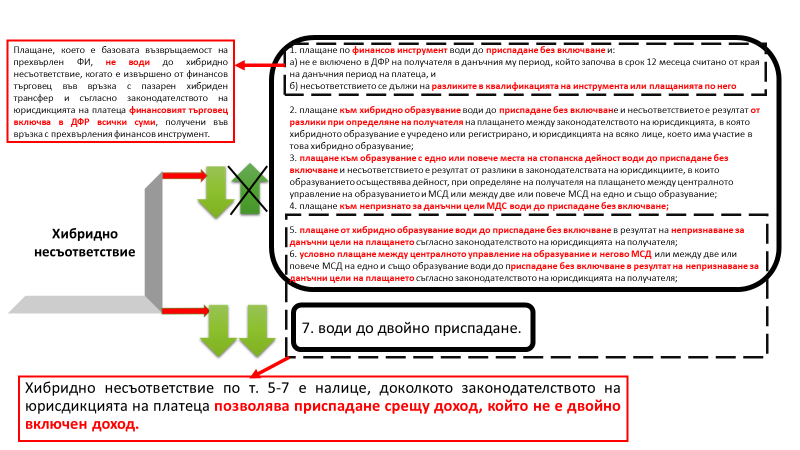 Плащане, което е базовата възвръщаемост на
прехвърлен ФИ, не води до хибридно
несъответствие, когато е извършено от финансов
търговец във връзка с пазарен хибриден
трансфер и съгласно законодателството на
юрисдикцията на платеца финансовият търговец
включва в ДФР всички суми, получени във
връзка с прехвърления финансов инструмент.
1. плащане по финансов инструмент води до приспадане без включване и:
а) не е включено в ДФР на получателя в данъчния му период, който започва в срок 12 месеца считано от края
на данъчния период на платеца, и
б) несъответствието се дължи на разликите в квалификацията на инструмента или плащанията по него
2. плащане към хибридно образувание води до приспадане без включване и несъответствието е резултат от
разлики при определяне на получателя на плащането между законодателството на юрисдикцията, в която
хибридното образувание е учредено или регистрирано, и юрисдикцията на всяко лице, което има участие в
това хибридно образувание;
3. плащане към образувание с едно или повече места на стопанска дейност води до приспадане без
включване и несъответствието е резултат от разлики в законодателството на юрисдикциите, в които
образуванието осъществява дейност, при определяне на получателя на плащането между централното
управление на образуванието и МСД или между две или повече МСД на едно и също образувание;
4. плащане към непризнато за данъчни цели МДС води до приспадане без включване;
5. плащане от хибридно образувание води до приспадане без включване в резултат на непризнаване за
данъчни цели на плащането съгласно законодателството на юрисдикцията на получателя;
6. условно плащане между централното управление на образувание и негово МСД или между две или
повече МСД на едно и също образувание води до приспадане без включване в резултат на непризнаване за
данъчни цели на плащането съгласно законодателството на юрисдикцията на получателя;
Хибридно
несъответствие
7. води до двойно приспадане.
Хибридно несъответствие по т. 5-7 е налице, доколкото законодателството на
юрисдикцията на платеца позволява приспадане срещу доход, който не е двойно
включен доход.